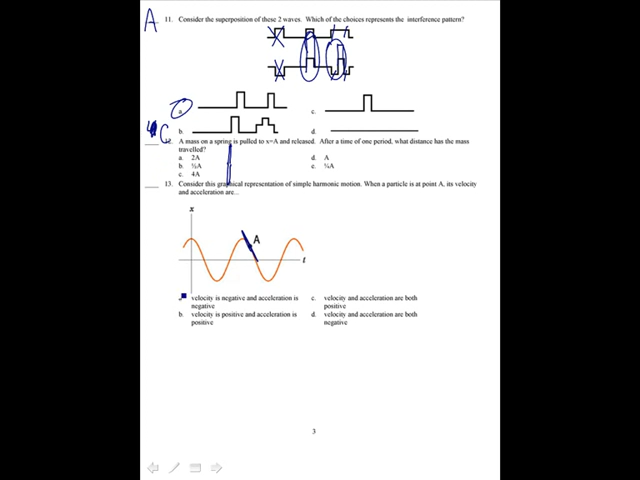 A
11. Consider the superposition of these 2 waves. Which of the choices represents the interference pattern?
a. c.
b. d.
C
12. A mass on a spring is pulled to x=A and released. After a time of one period, what distance has the mass
travelled?
a. 2A d. A
b. ½A e. ¼A
c. 4A
13. Consider this graphical representation of simple harmonic motion. When a particle is at point A, its velocity
and acceleration are...
x
A
t
a. velocity is negative and acceleration is c. velocity and acceleration are both
negative positive
b. velocity is positive and acceleration is d. velocity and acceleration are both
positive negative
3